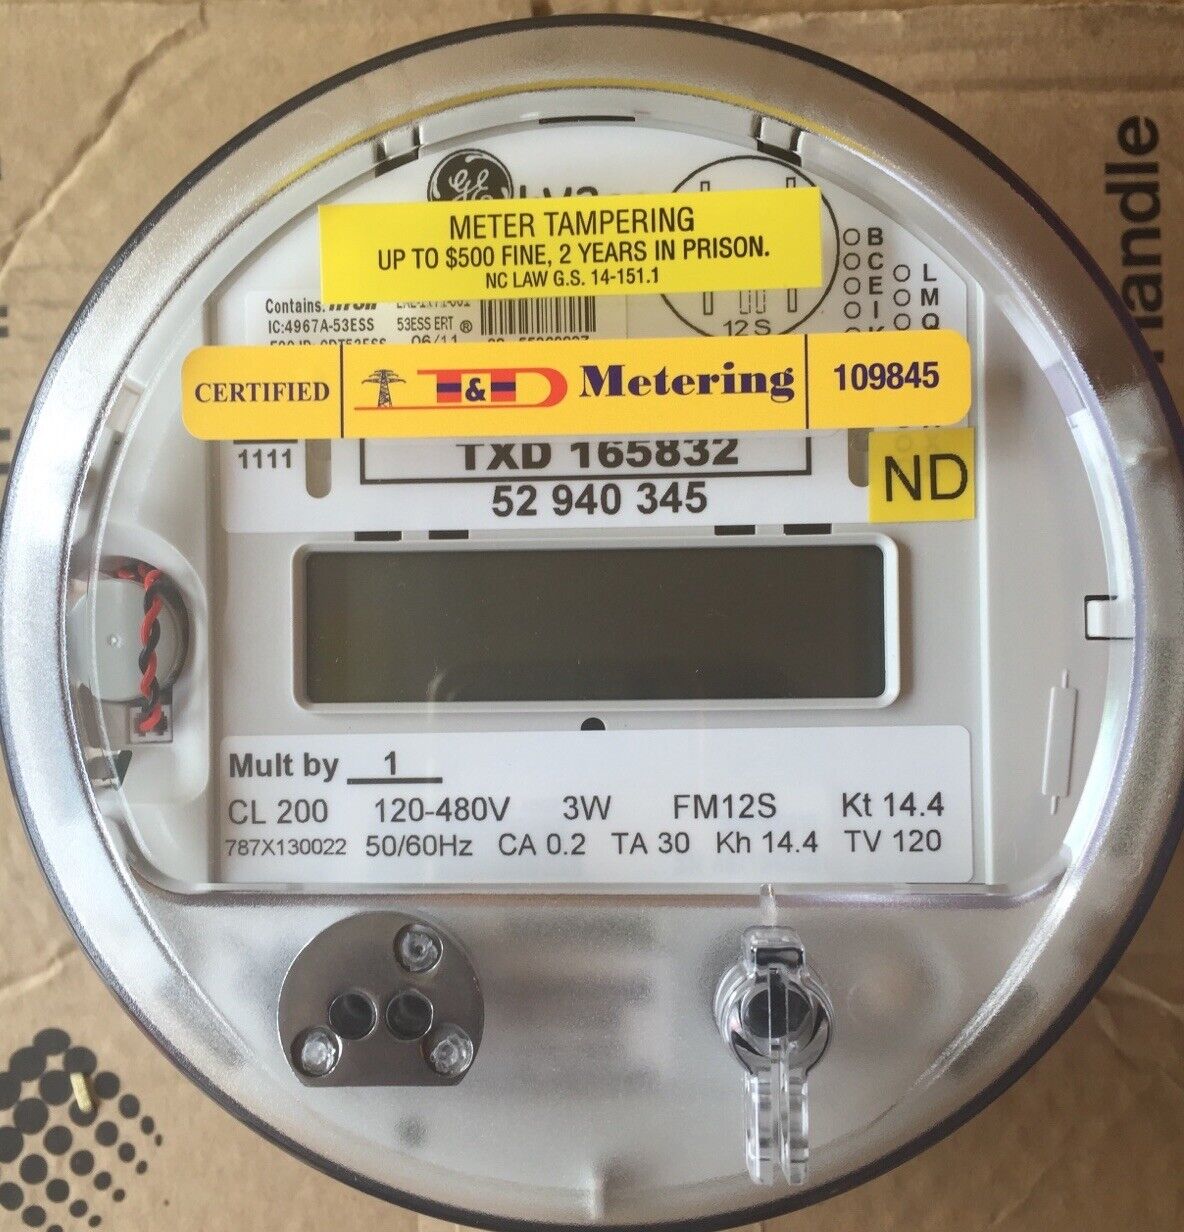 GE
METER TAMPERING
UP TO $500 FINE, 2 YEARS IN PRISON.
NC LAW G.S. 14-151.1
B
C
E
I
K
L
M
Q
Contains: Itron
IC:4967A-53ESS
53ESS ERT ®
06/11
12S
CERTIFIED
T&D Metering
109845
1111
TXD 165832
52 940 345
ND
Mult by 1
CL 200 120-480V 3W FM12S Kt 14.4
787X130022 50/60Hz CA 0.2 TA 30 Kh 14.4 TV 120
Handle